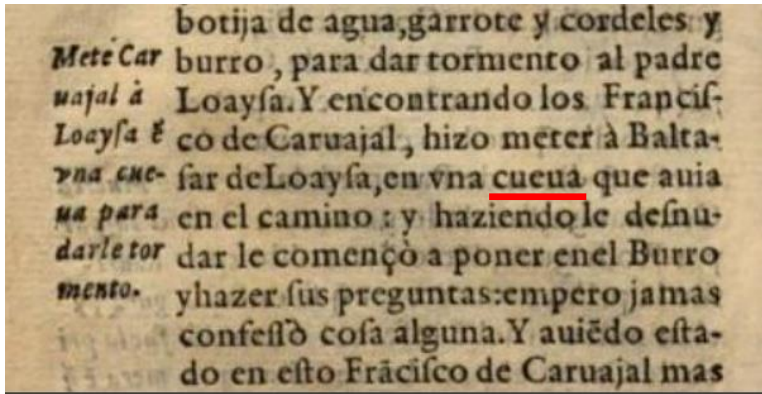 botija de agua,garrote y cordeles y
burro , para dar tormento al padre
Loaysa.Y encontrando los Franciſ-
co de Caruajal , hizo meter à Balta-
ſar deLoayſa,en vna cueua que auia
en el camino : y haziendo le deſnu-
dar le començò a poner enel Burro
yhazer ſus preguntas:empero jamas
confeſſò coſa alguna.Y auiẽdo eſta-
do en eſto Frãciſco de Caruajal mas
Mete Car
uajal à
Loayſa ẽ
vna cue-
ua para
darle tor
mento.